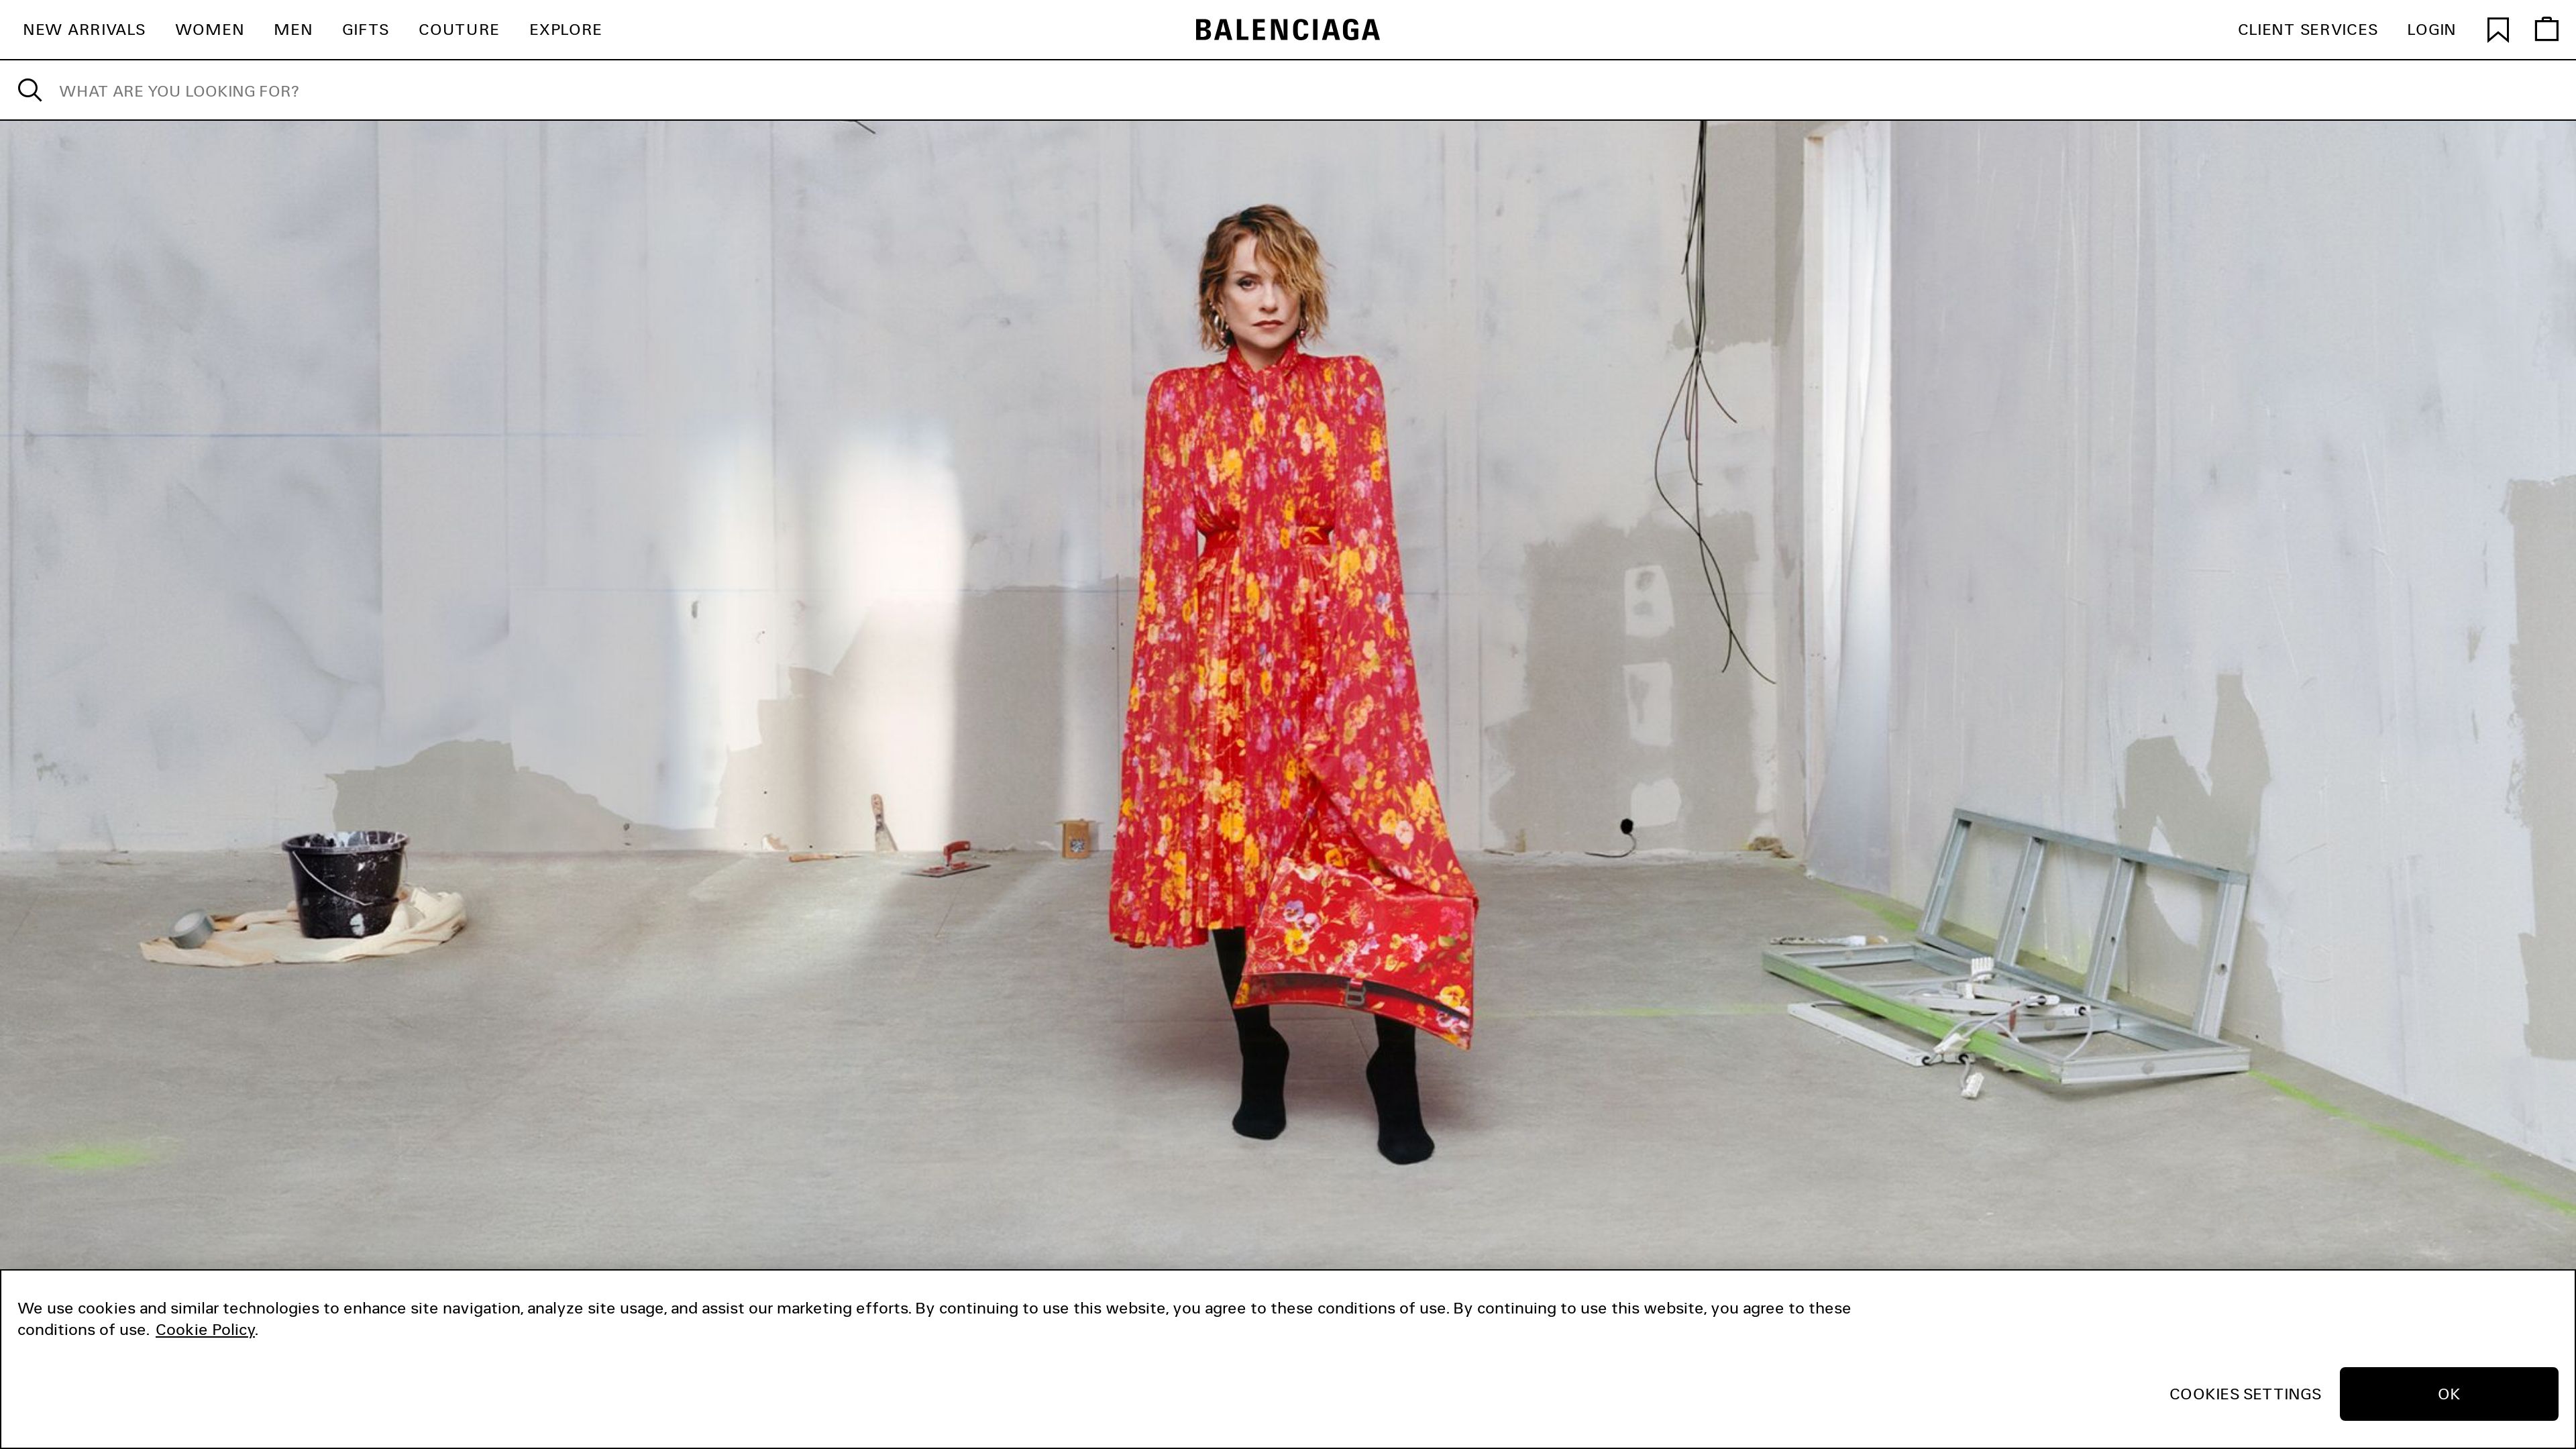 NEW ARRIVALS WOMEN MEN GIFTS COUTURE EXPLORE BALENCIAGA CLIENT SERVICES LOGIN
WHAT ARE YOU LOOKING FOR?
We use cookies and similar technologies to enhance site navigation, analyze site usage, and assist our marketing efforts. By continuing to use this website, you agree to these conditions of use. By continuing to use this website, you agree to these
conditions of use. Cookie Policy.
COOKIES SETTINGS OK